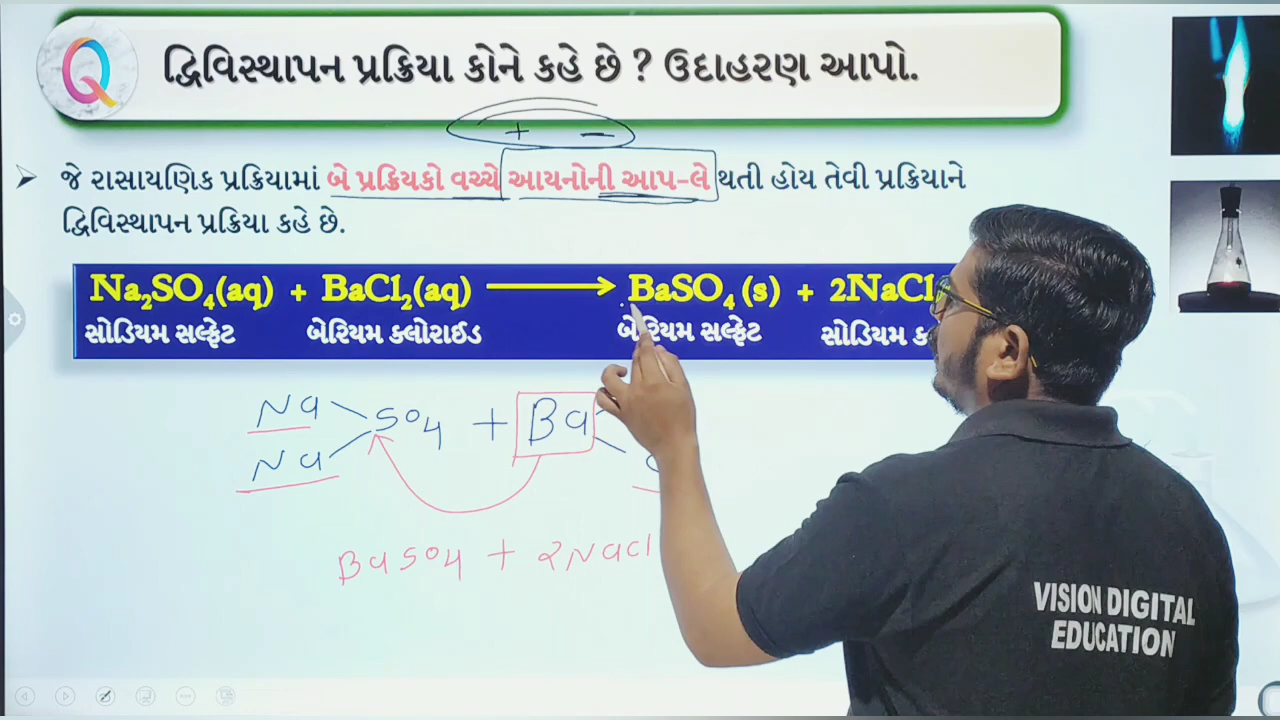 દ્વિવિસ્થાપન પ્રક્રિયા કોને કહે છે ? ઉદાહરણ આપો.
+ −
➤ જે રાસાયણિક પ્રક્રિયામાં બે પ્રક્રિયકો વચ્ચે આયનોની આપ-લે થતી હોય તેવી પ્રક્રિયાને
દ્વિવિસ્થાપન પ્રક્રિયા કહે છે.
Na₂SO₄(aq) + BaCl₂(aq) ⟶ BaSO₄(s) + 2NaCl
સોડિયમ સલ્ફેટ બેરિયમ ક્લોરાઈડ બેરિયમ સલ્ફેટ સોડિયમ
Na SO4 + Ba
Na
BaSO4 + 2NaCl
VISION DIGITAL
EDUCATION